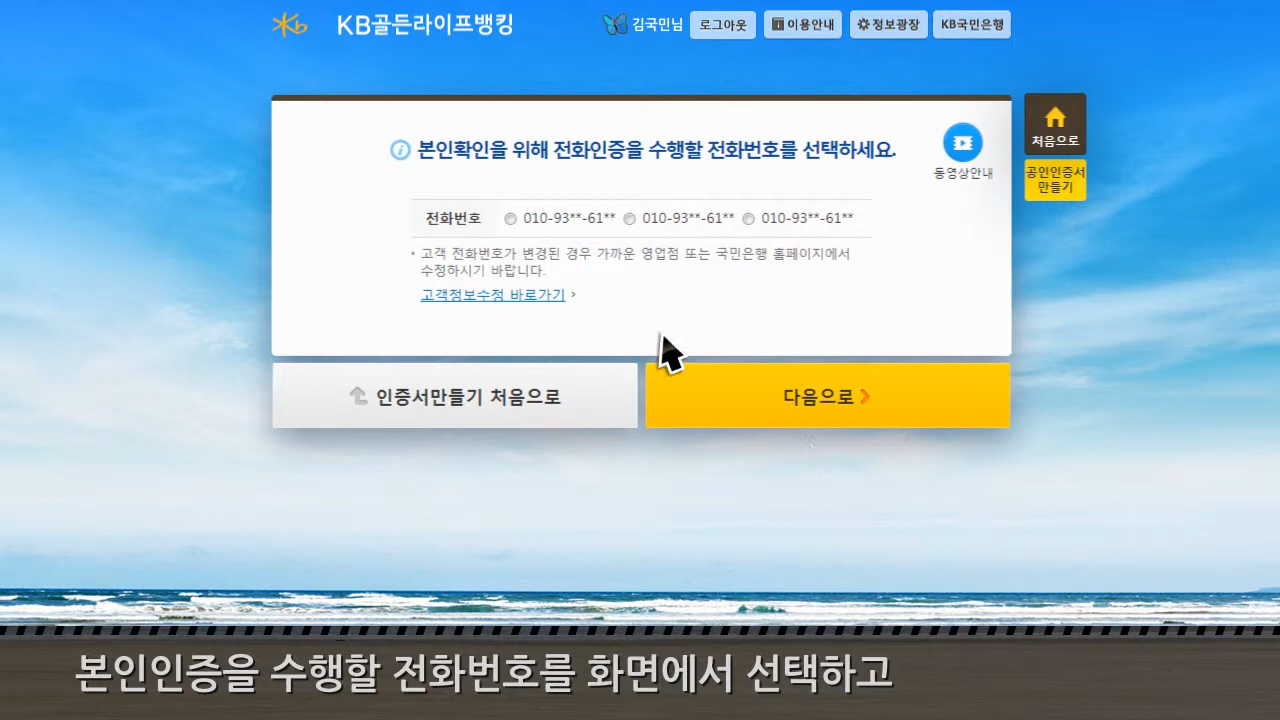 KB골든라이프뱅킹
김국민님
로그아웃
이용안내
정보광장
KB국민은행
본인확인을 위해 전화인증을 수행할 전화번호를 선택하세요.
동영상안내
처음으로
공인인증서
만들기
전화번호 010-93**-61** 010-93**-61** 010-93**-61**
• 고객 전화번호가 변경된 경우 가까운 영업점 또는 국민은행 홈페이지에서
수정하시기 바랍니다.
고객정보수정 바로가기 ›
인증서만들기 처음으로
다음으로
본인인증을 수행할 전화번호를 화면에서 선택하고